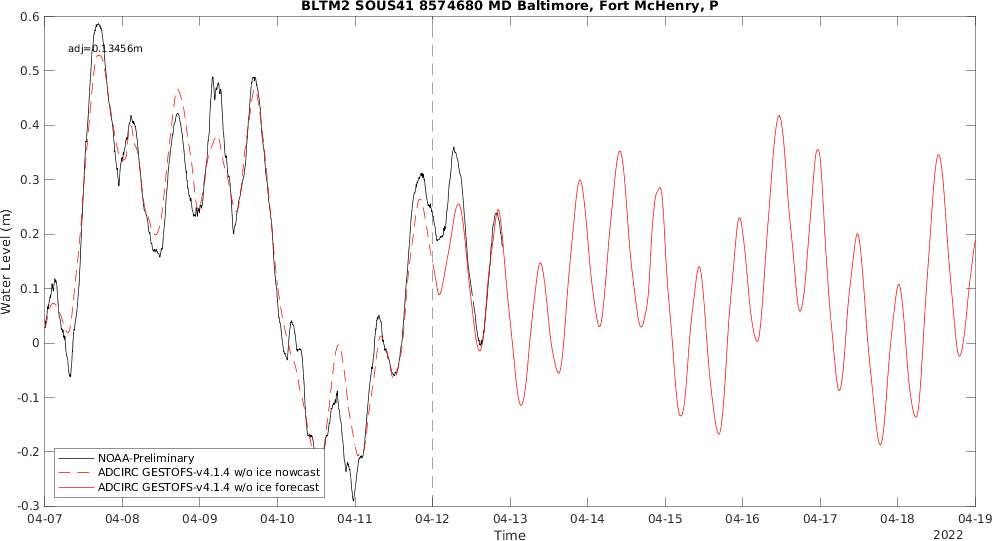 BLTM2 SOUS41 8574680 MD Baltimore, Fort McHenry, P
adj=0.13456m
Water Level (m)
0.6
0.5
0.4
0.3
0.2
0.1
0
-0.1
-0.2
-0.3
NOAA-Preliminary
ADCIRC GESTOFS-v4.1.4 w/o ice nowcast
ADCIRC GESTOFS-v4.1.4 w/o ice forecast
04-07 04-08 04-09 04-10 04-11 04-12 04-13 04-14 04-15 04-16 04-17 04-18 04-19
Time
2022